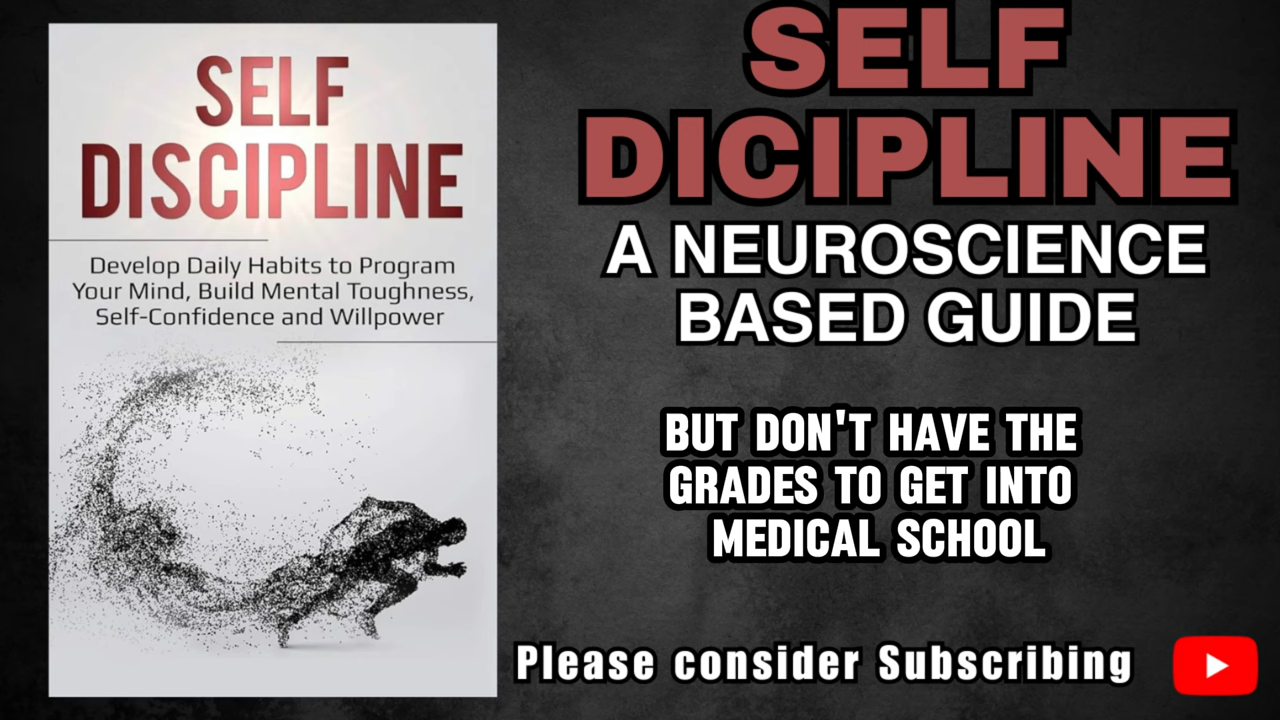 SELF
DISCIPLINE
Develop Daily Habits to Program
Your Mind, Build Mental Toughness,
Self-Confidence and Willpower
SELF
DICIPLINE
A NEUROSCIENCE
BASED GUIDE
BUT DON'T HAVE THE
GRADES TO GET INTO
MEDICAL SCHOOL
Please consider Subscribing